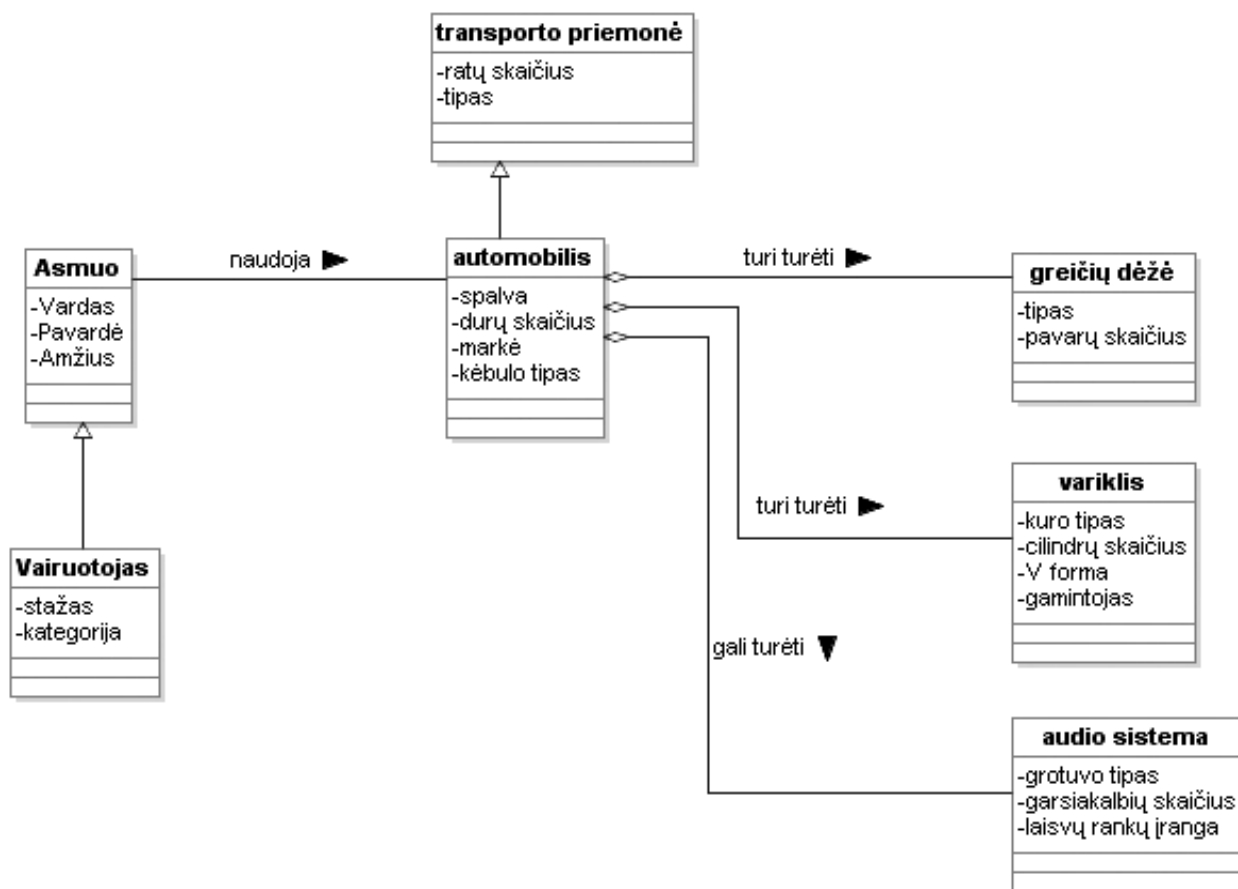 transporto priemonė
-ratų skaičius
-tipas
naudoja
Asmuo
-Vardas
-Pavardė
-Amžius
automobilis
-spalva
-durų skaičius
-markė
-kėbulo tipas
turi turėti
greičių dėžė
-tipas
-pavarų skaičius
turi turėti
variklis
-kuro tipas
-cilindrų skaičius
-V forma
-gamintojas
Vairuotojas
-stažas
-kategorija
gali turėti
audio sistema
-grotuvo tipas
-garsiakalbių skaičius
-laisvų rankų įranga